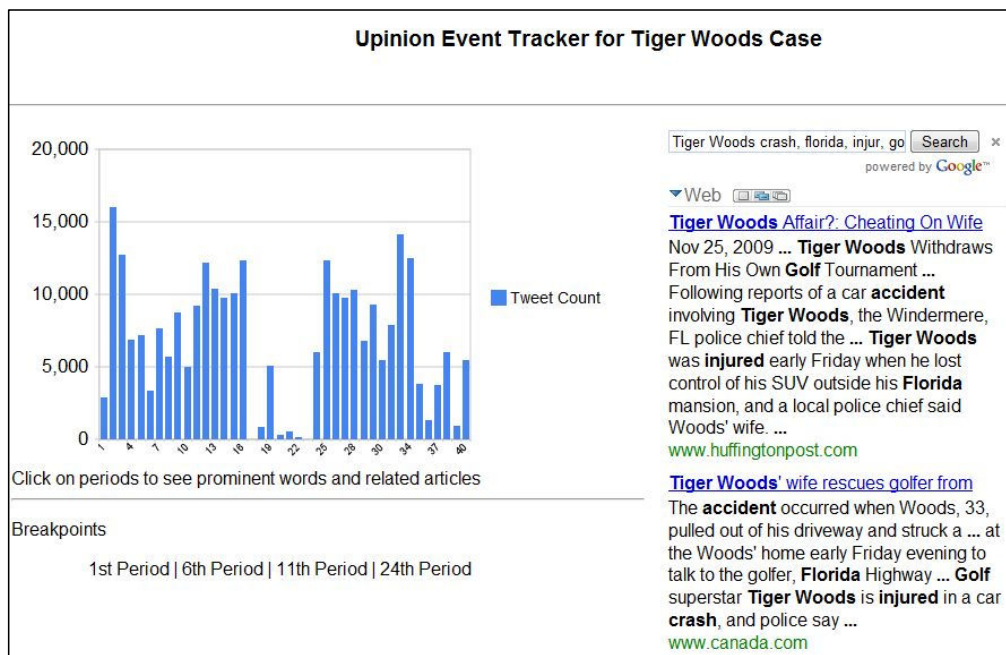 Upinion Event Tracker for Tiger Woods Case
20,000
15,000
10,000
5,000
0
1
4
7
10
13
16
19
22
25
28
30
34
37
40
Tweet Count
Click on periods to see prominent words and related articles
Breakpoints
1st Period | 6th Period | 11th Period | 24th Period
Tiger Woods crash, florida, injur, go
Search
×
powered by Google™
Web
Tiger Woods Affair?: Cheating On Wife
Nov 25, 2009 ... Tiger Woods Withdraws
From His Own Golf Tournament ...
Following reports of a car accident
involving Tiger Woods, the Windermere,
FL police chief told the ... Tiger Woods
was injured early Friday when he lost
control of his SUV outside his Florida
mansion, and a local police chief said
Woods' wife. ...
www.huffingtonpost.com
Tiger Woods' wife rescues golfer from
The accident occurred when Woods, 33,
pulled out of his driveway and struck a ... at
the Woods' home early Friday evening to
talk to the golfer, Florida Highway ... Golf
superstar Tiger Woods is injured in a car
crash, and police say ...
www.canada.com